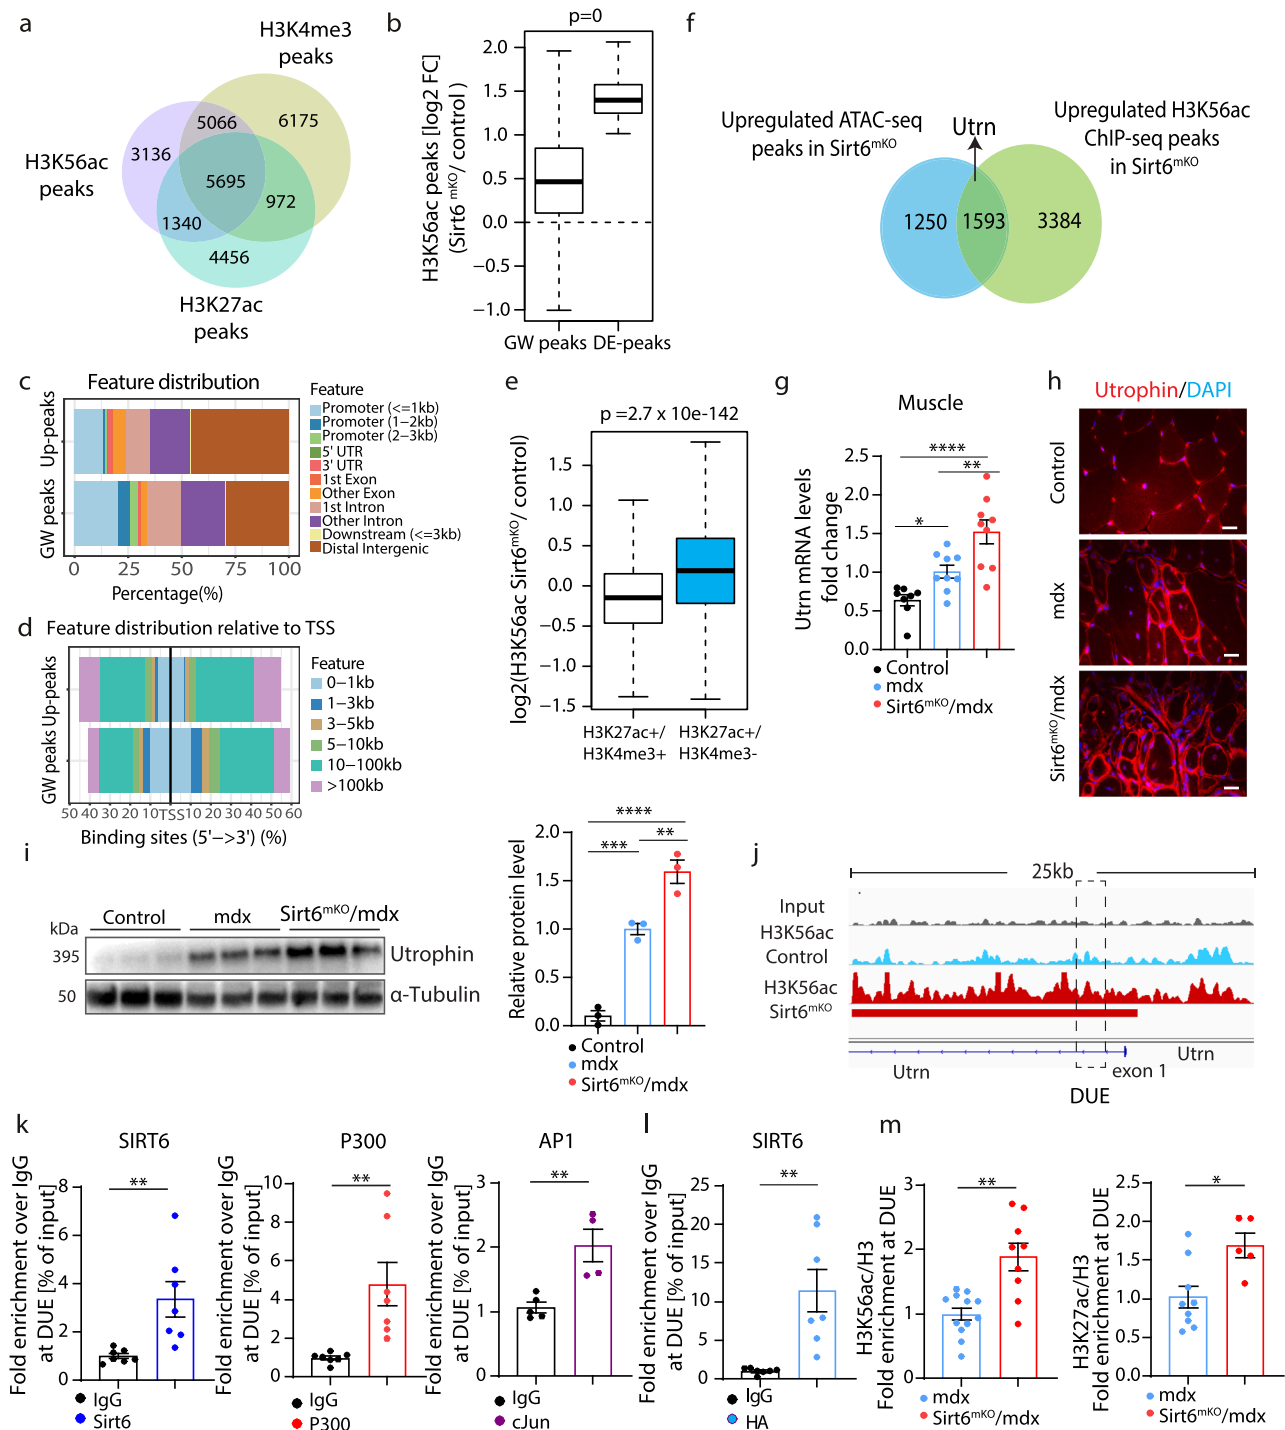 a
H3K4me3
peaks
5066
6175
3136
H3K56ac
peaks
5695
972
1340
4456
H3K27ac
peaks
b
p=0
H3K56ac peaks [log2 FC]
(Sirt6 mKO/ control )
2.0
1.5
1.0
0.5
0.0
−0.5
−1.0
GW peaks
DE-peaks
f
Upregulated ATAC-seq
peaks in Sirt6mKO
Utrn
Upregulated H3K56ac
ChIP-seq peaks
in Sirt6mKO
1250
1593
3384
c
Feature distribution
Up-peaks
GW peaks
0
25
50
75
100
Percentage(%)
Feature
Promoter (<=1kb)
Promoter (1−2kb)
Promoter (2−3kb)
5' UTR
3' UTR
1st Exon
Other Exon
1st Intron
Other Intron
Downstream (<=3kb)
Distal Intergenic
d
Feature distribution relative to TSS
GW peaks Up-peaks
50 40 30 20 10 TSS 10 20 30 40 50 60
Binding sites (5'−>3') (%)
Feature
0−1kb
1−3kb
3−5kb
5−10kb
10−100kb
>100kb
e
p =2.7 x 10e-142
log2(H3K56ac Sirt6mKO/ control)
1.5
1.0
0.5
0.0
−0.5
−1.0
−1.5
H3K27ac+/
H3K4me3+
H3K27ac+/
H3K4me3-
g
Muscle
Utrn mRNA levels
fold change
2.5
2.0
1.5
1.0
0.5
0.0
****
**
*
Control
mdx
Sirt6mKO/mdx
h
Utrophin/DAPI
Control
mdx
Sirt6mKO/mdx
i
kDa
Control
mdx
Sirt6mKO/mdx
395
Utrophin
50
α-Tubulin
Relative protein level
2.0
1.5
1.0
0.5
0.0
****
***
**
Control
mdx
Sirt6mKO/mdx
j
25kb
Input
H3K56ac
Control
H3K56ac
Sirt6mKO
Utrn
exon 1
Utrn
DUE
k
SIRT6
Fold enrichment over IgG
at DUE [% of input]
8
6
4
2
0
**
IgG
Sirt6
P300
Fold enrichment over IgG
at DUE [% of input]
10
8
6
4
2
0
**
IgG
P300
AP1
Fold enrichment over IgG
at DUE [% of input]
3
2
1
0
**
IgG
cJun
l
SIRT6
Fold enrichment over IgG
at DUE [% of input]
25
20
15
10
5
0
**
IgG
HA
m
H3K56ac/H3
Fold enrichment at DUE
3
2
1
0
**
mdx
Sirt6mKO/mdx
H3K27ac/H3
Fold enrichment at DUE
2.5
2.0
1.5
1.0
0.5
0.0
*
mdx
Sirt6mKO/mdx